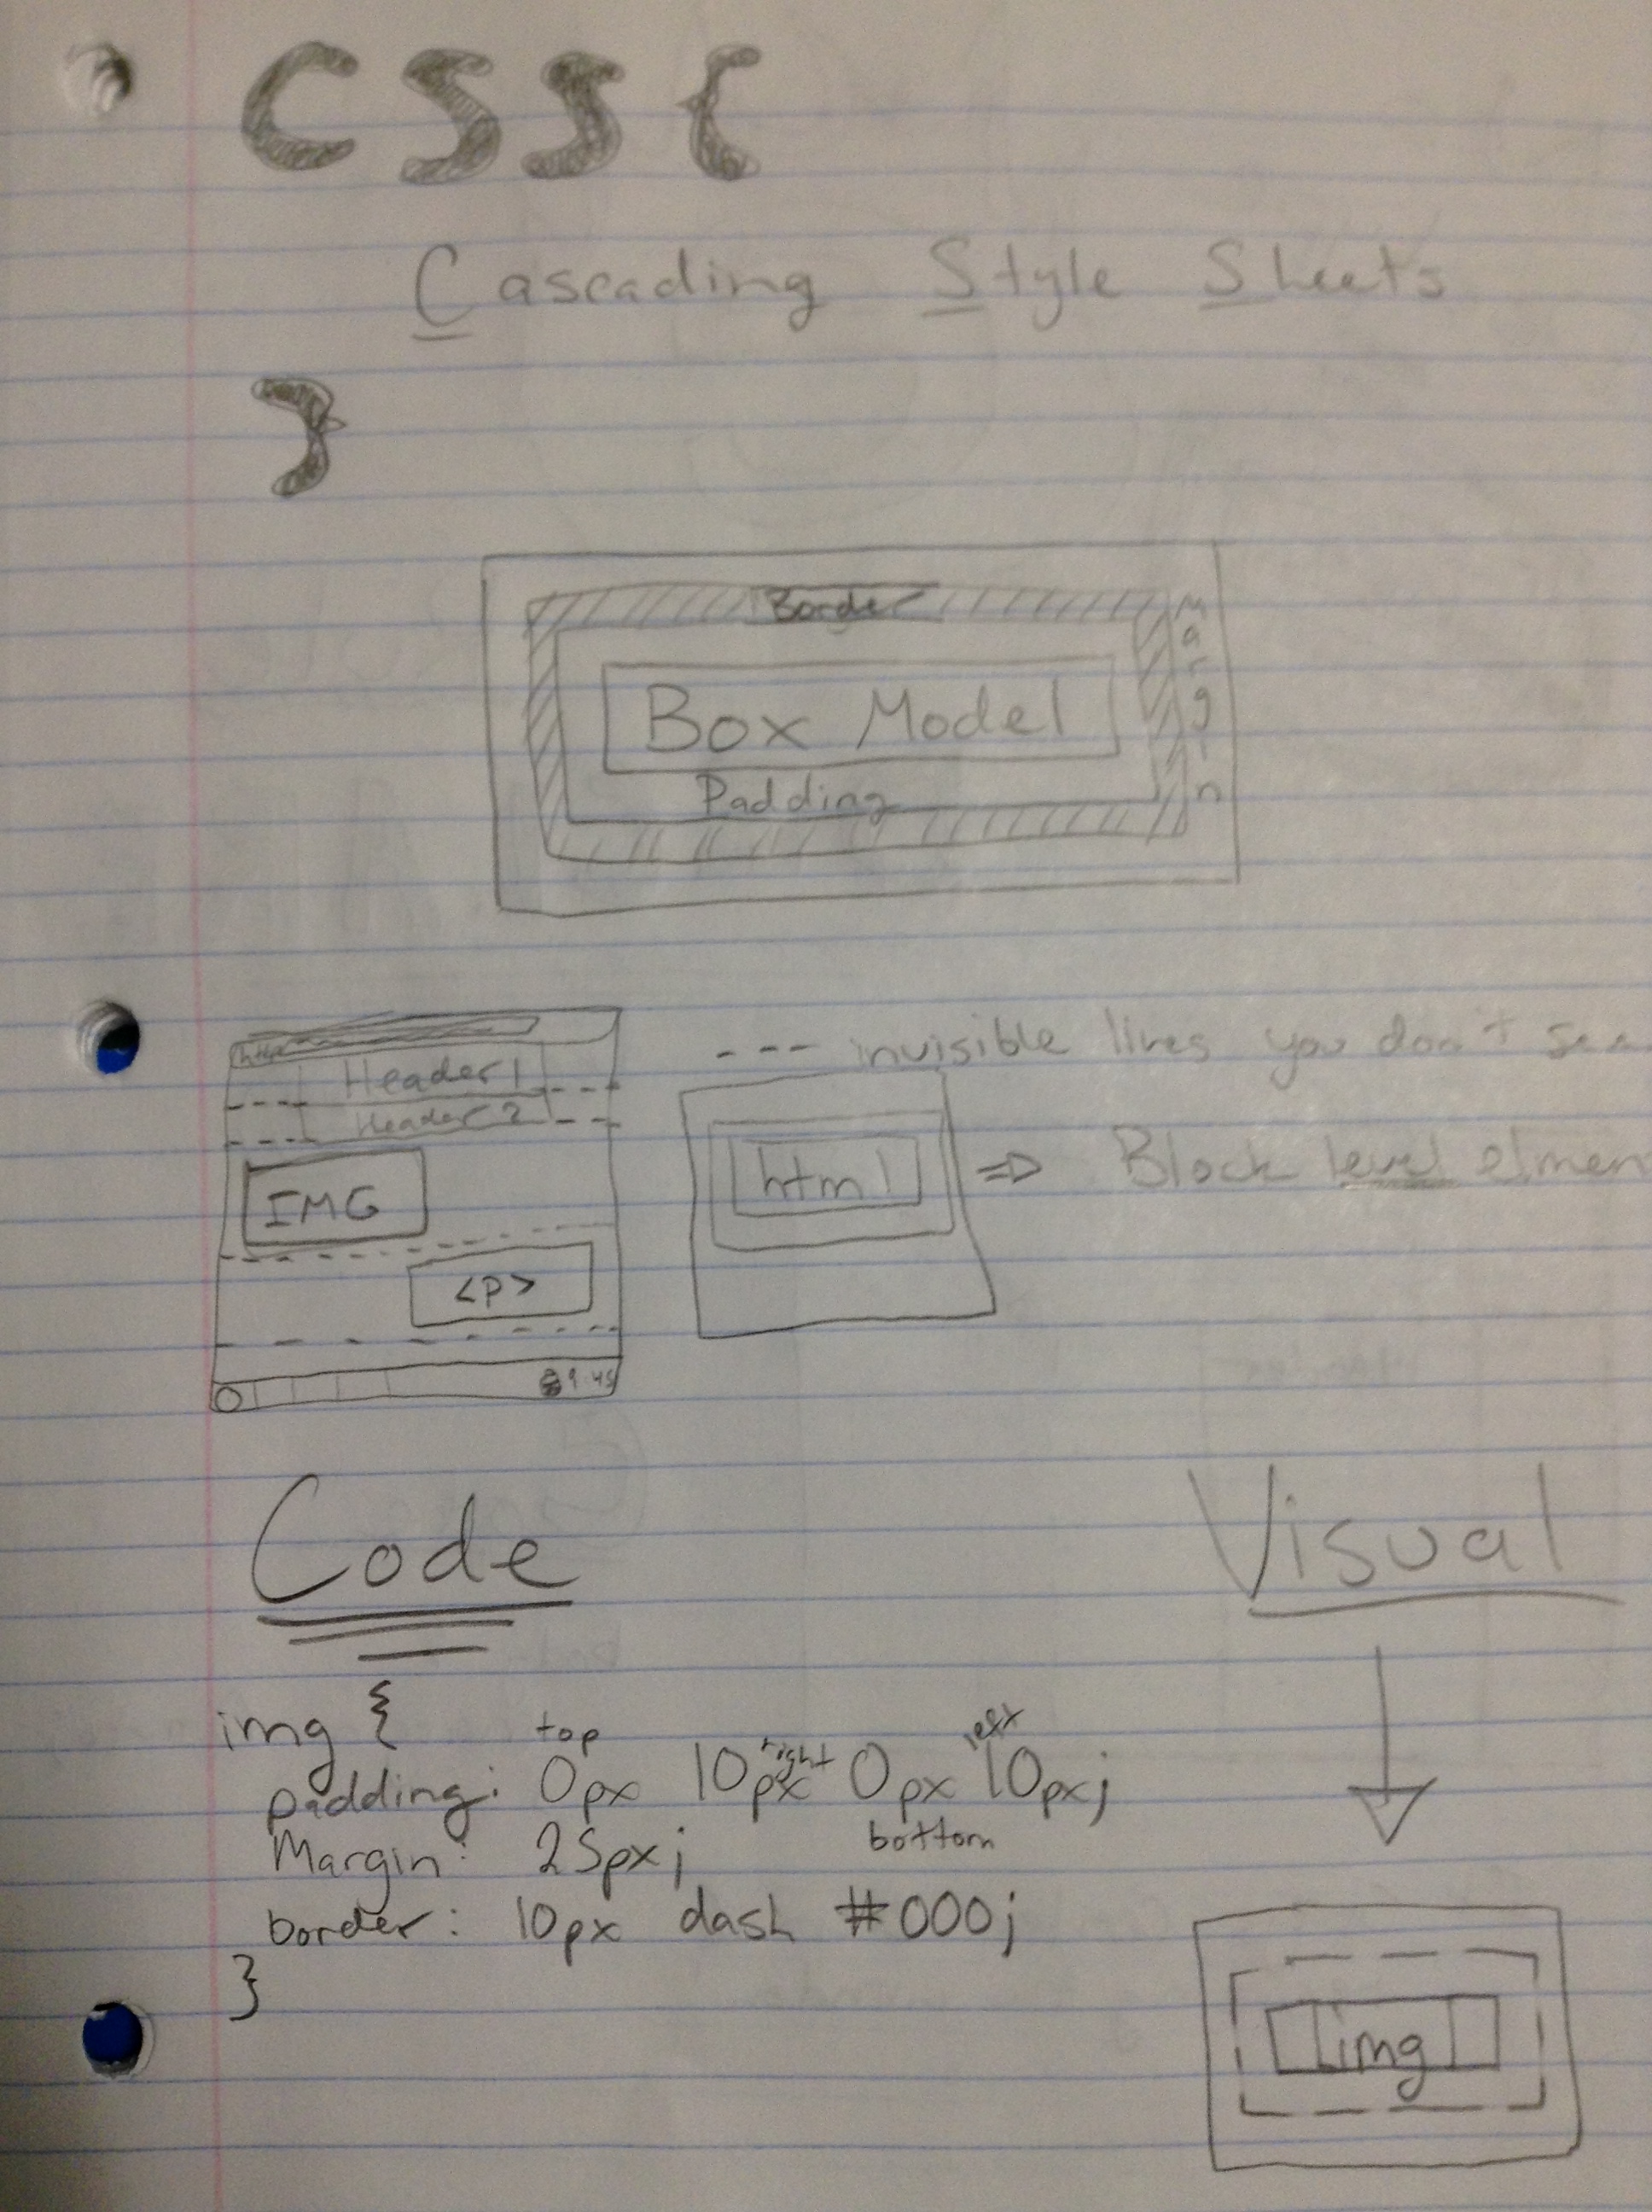 CSS{
Cascading Style Sheets
}
Border
Margin
Box Model
Padding
Header 1
Header 2
IMG
<P>
9:45
--- invisible lines you don't see
html
⇒ Block level elmen
Code
Visual
img {
top right left
padding: 0px 10px 0px 10px;
bottom
Margin: 25px;
border: 10px dash #000;
}
img